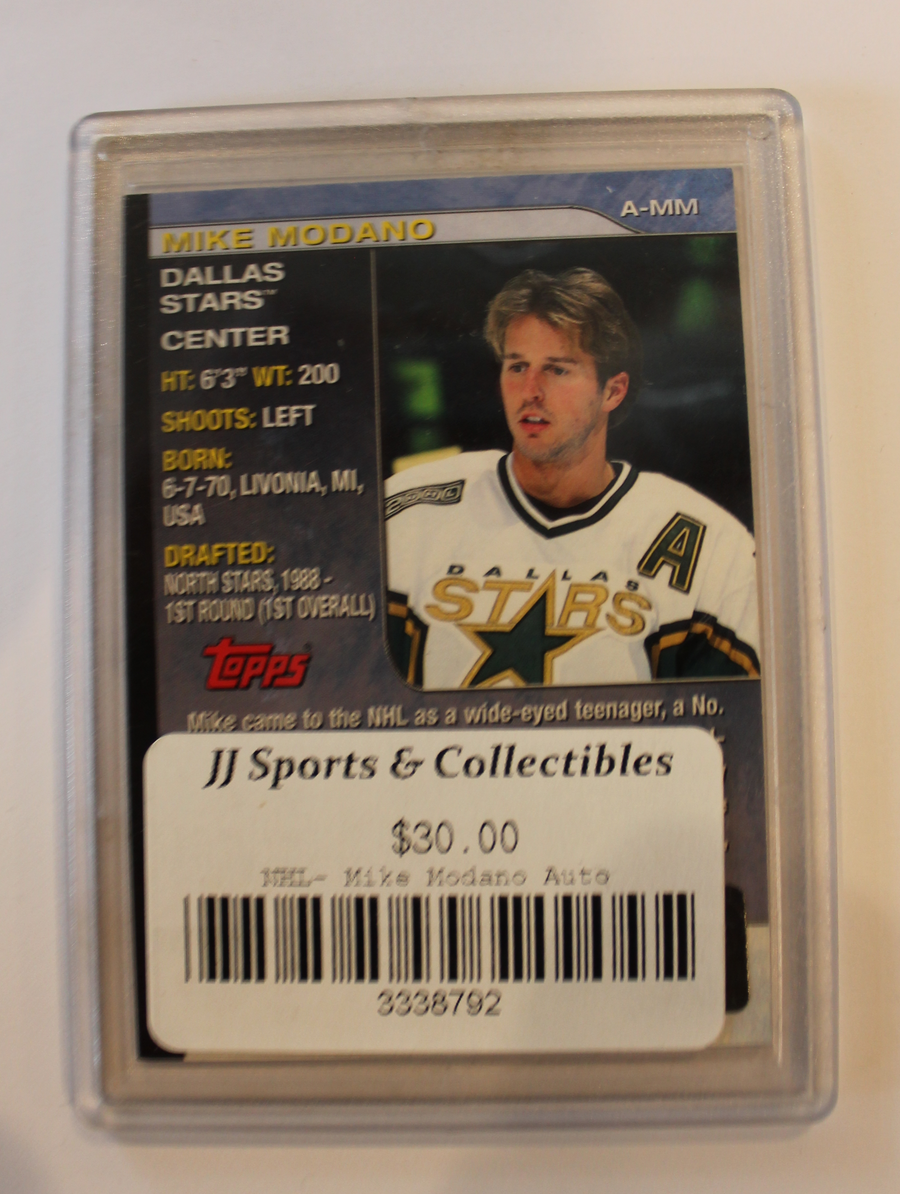 A-MM
MIKE MODANO
DALLAS
STARS™
CENTER
HT: 6'3" WT: 200
SHOOTS: LEFT
BORN:
6-7-70, LIVONIA, MI,
USA
DRAFTED:
NORTH STARS, 1988 -
1ST ROUND (1ST OVERALL)
2000
A
DALLAS
STARS
Topps
Mike came to the NHL as a wide-eyed teenager, a No.
JJ Sports & Collectibles
$30.00
NHL- Mike Modano Auto
3338792